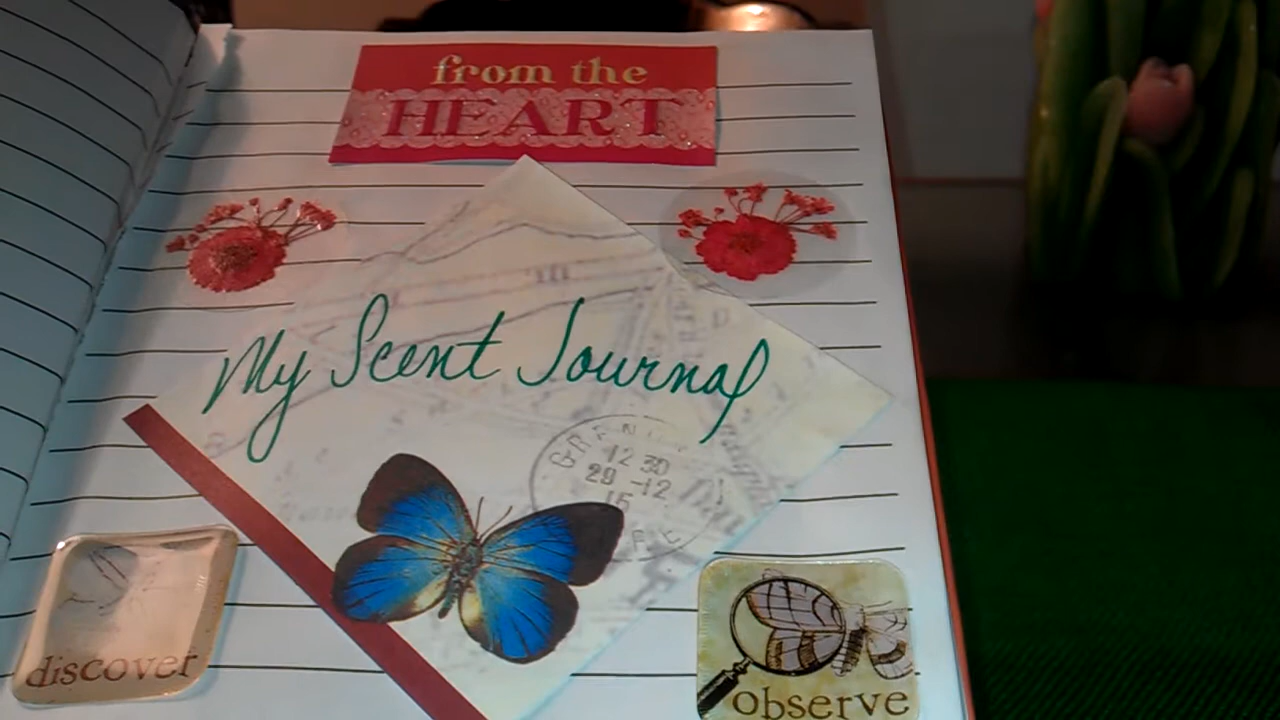 from the
HEART
My Scent Journal
12 30
29 -12
15
discover
observe